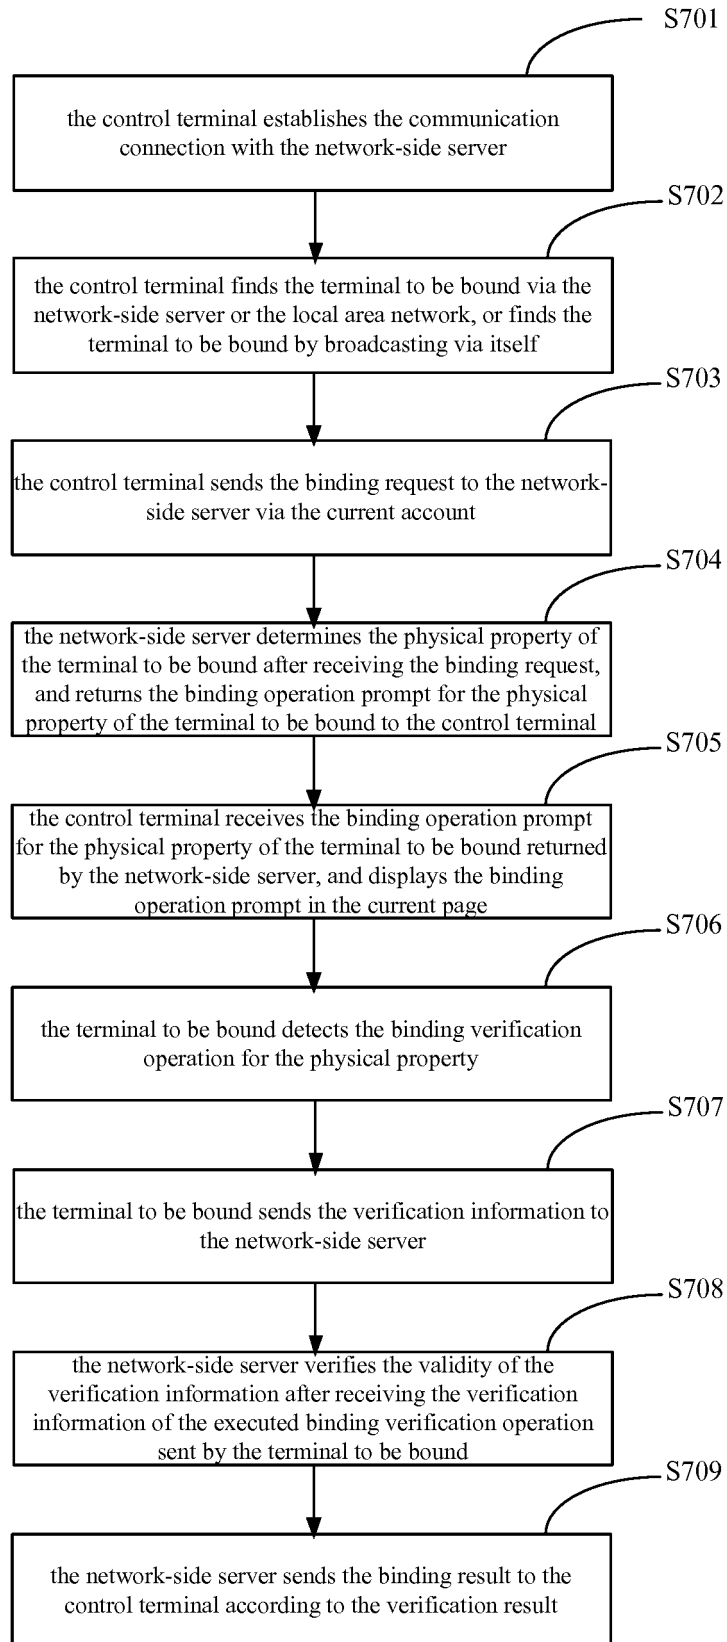 S701
the control terminal establishes the communication
connection with the network-side server
S702
the control terminal finds the terminal to be bound via the
network-side server or the local area network, or finds the
terminal to be bound by broadcasting via itself
S703
the control terminal sends the binding request to the network-
side server via the current account
S704
the network-side server determines the physical property of
the terminal to be bound after receiving the binding request,
and returns the binding operation prompt for the physical
property of the terminal to be bound to the control terminal
S705
the control terminal receives the binding operation prompt
for the physical property of the terminal to be bound returned
by the network-side server, and displays the binding
operation prompt in the current page
S706
the terminal to be bound detects the binding verification
operation for the physical property
S707
the terminal to be bound sends the verification information to
the network-side server
S708
the network-side server verifies the validity of the
verification information after receiving the verification
information of the executed binding verification operation
sent by the terminal to be bound
S709
the network-side server sends the binding result to the
control terminal according to the verification result